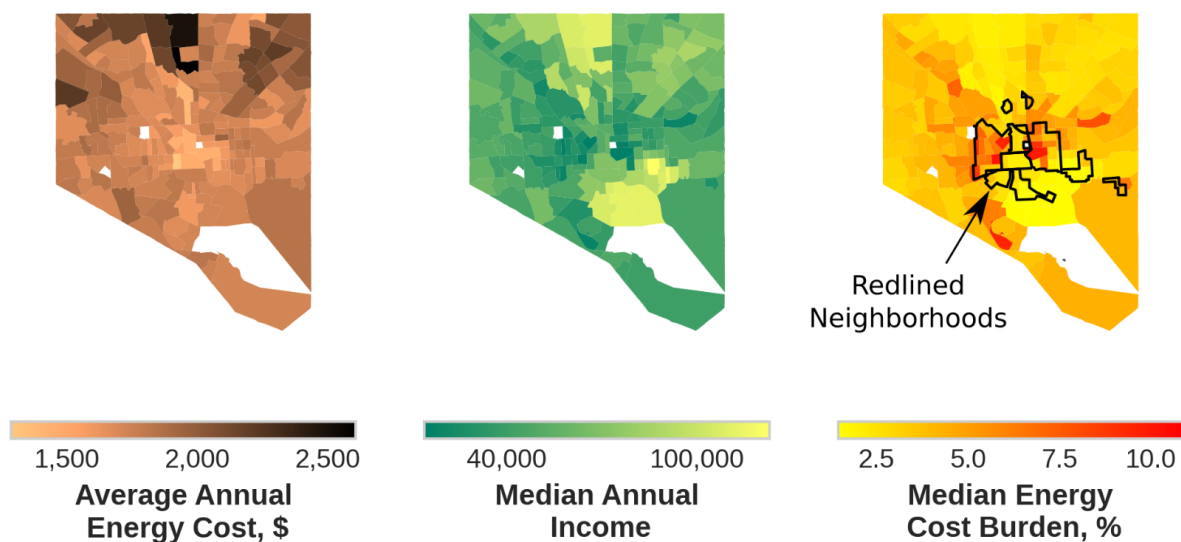 Redlined
Neighborhoods
1,500 2,000 2,500
Average Annual
Energy Cost, $
40,000 100,000
Median Annual
Income
2.5 5.0 7.5 10.0
Median Energy
Cost Burden, %